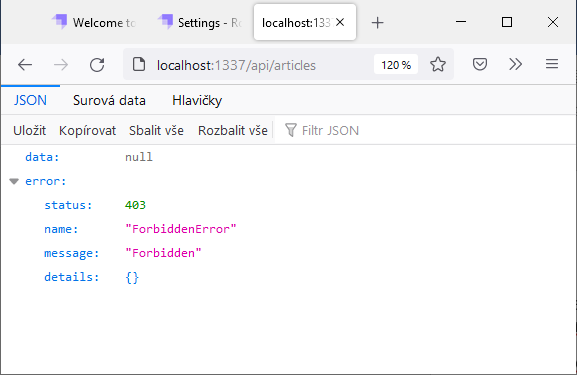 Welcome to
Settings - Ro
localhost:133
localhost:1337/api/articles
120 %
JSON
Surová data
Hlavičky
Uložit
Kopírovat
Sbalit vše
Rozbalit vše
Filtr JSON
data: null
error:
status: 403
name: "ForbiddenError"
message: "Forbidden"
details: {}